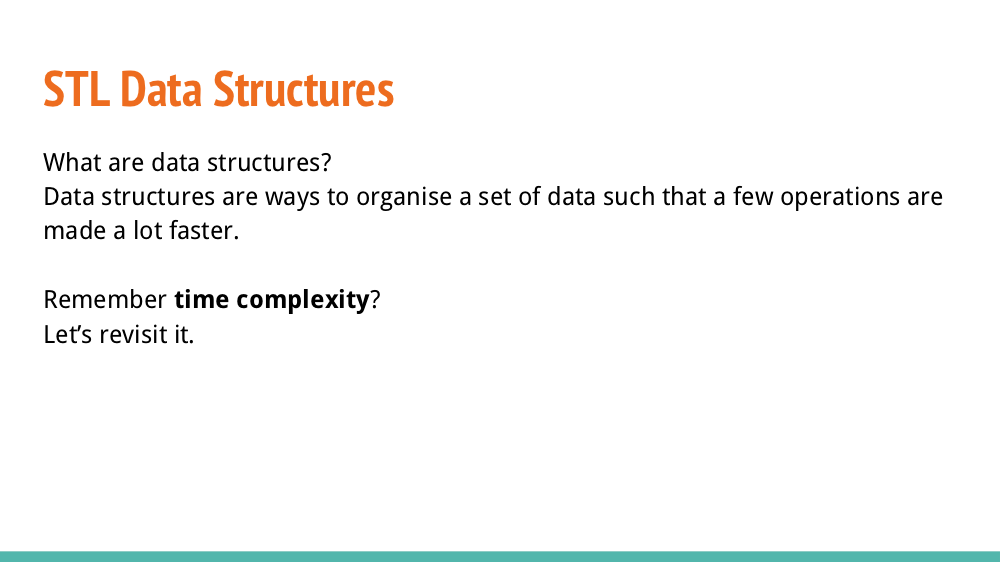 STL Data Structures
What are data structures?
Data structures are ways to organise a set of data such that a few operations are
made a lot faster.
Remember time complexity?
Let’s revisit it.